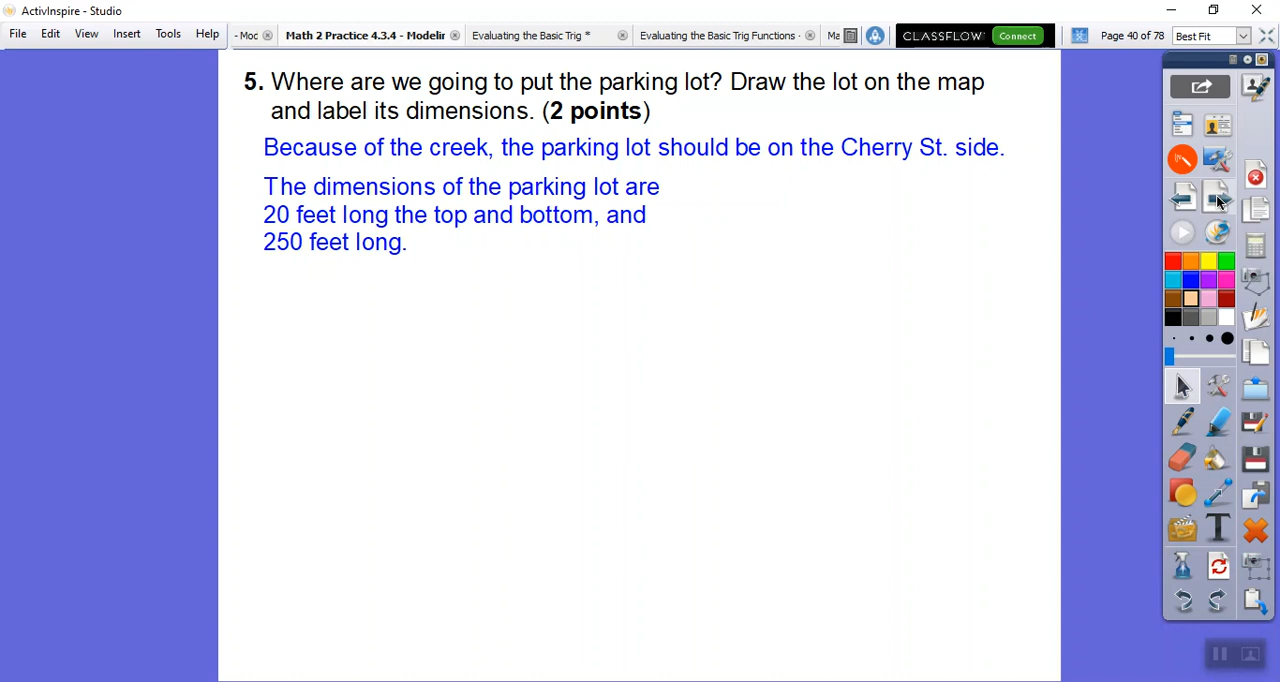 ActivInspire - Studio
File Edit View Insert Tools Help
- Moc Math 2 Practice 4.3.4 - Modelin Evaluating the Basic Trig * Evaluating the Basic Trig Functions - Ma CLASSFLOW Connect Page 40 of 78 Best Fit
5. Where are we going to put the parking lot? Draw the lot on the map
and label its dimensions. (2 points)
Because of the creek, the parking lot should be on the Cherry St. side.
The dimensions of the parking lot are
20 feet long the top and bottom, and
250 feet long.